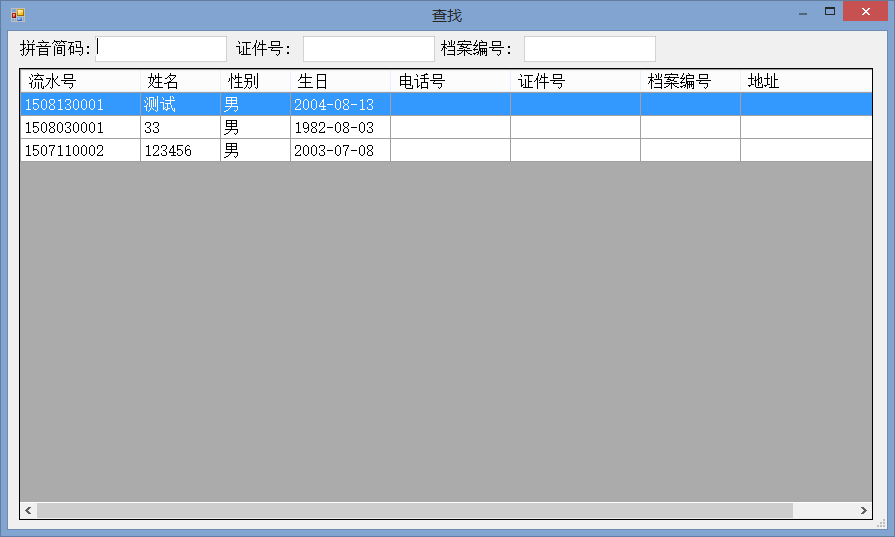 查找
拼音简码: 证件号: 档案编号:
流水号 姓名 性别 生日 电话号 证件号 档案编号 地址
1508130001 测试 男 2004-08-13
1508030001 33 男 1982-08-03
1507110002 123456 男 2003-07-08